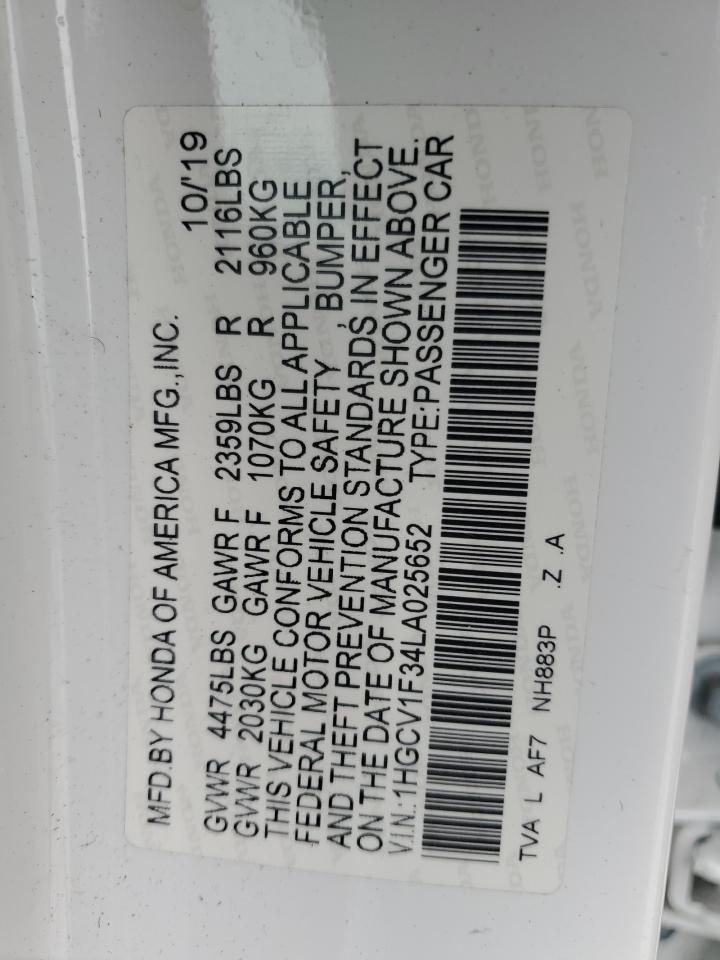 MFD.BY HONDA OF AMERICA MFG.,INC. 10/'19
GVWR 4475LBS GAWR F 2359LBS R 2116LBS
GVWR 2030KG GAWR F 1070KG R 960KG
THIS VEHICLE CONFORMS TO ALL APPLICABLE
FEDERAL MOTOR VEHICLE SAFETY , BUMPER,
AND THEFT PREVENTION STANDARDS IN EFFECT
ON THE DATE OF MANUFACTURE SHOWN ABOVE.
V.I.N.:1HGCV1F34LA025652 TYPE:PASSENGER CAR
TVA L AF7 NH883P .Z .A